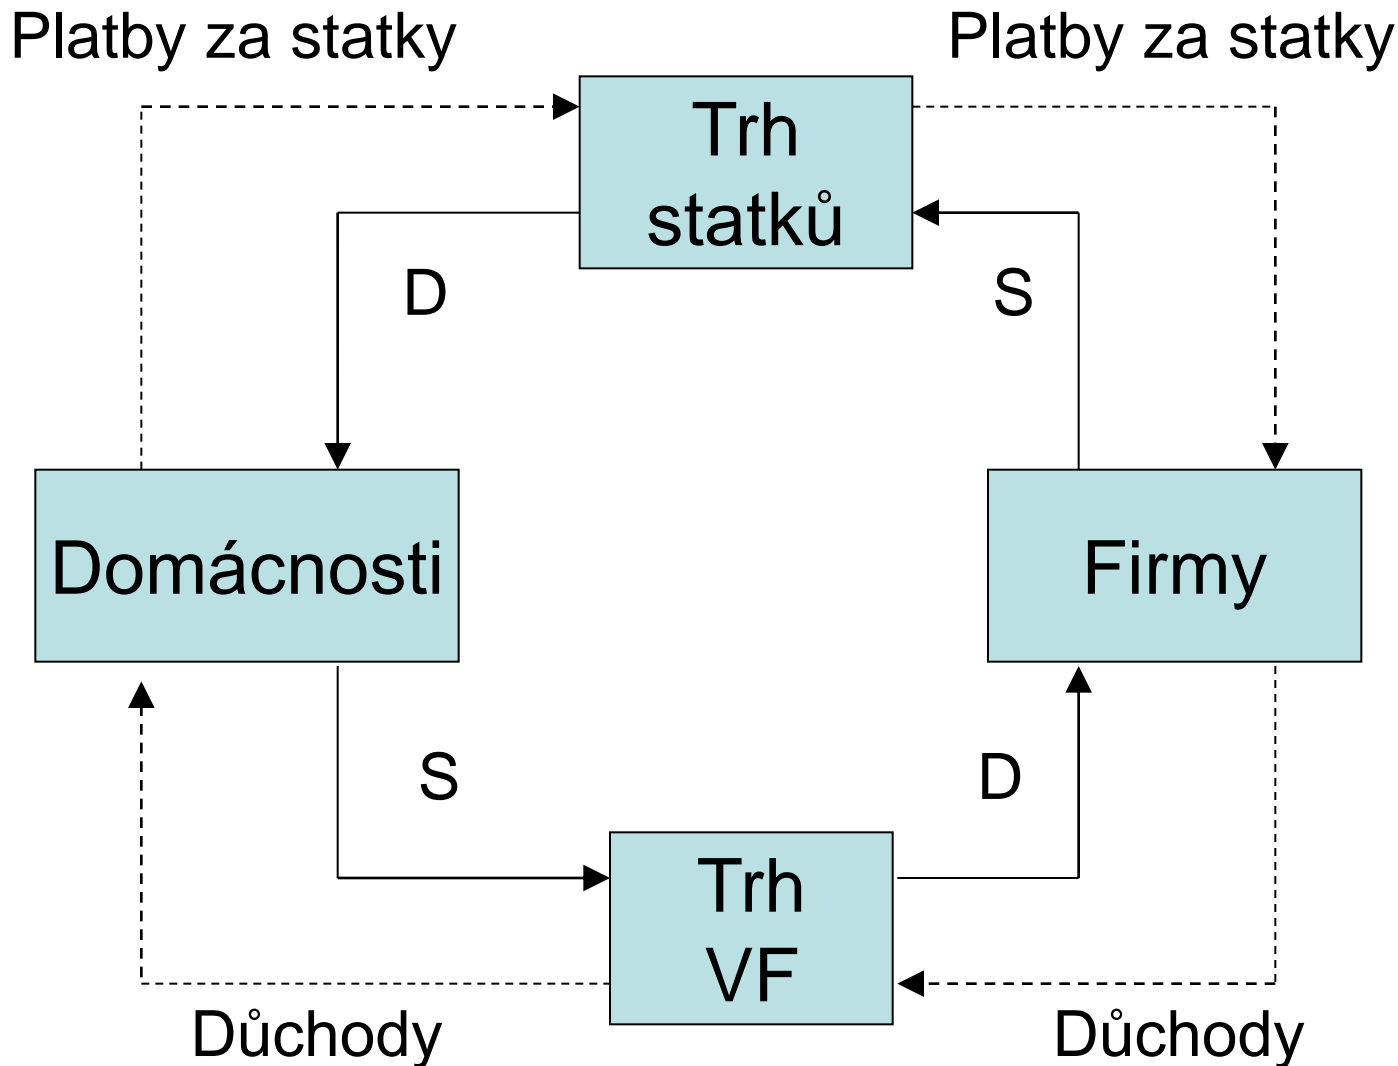 Platby za statky
Platby za statky
Trh
statků
D
S
Domácnosti
Firmy
S
D
Trh
VF
Důchody
Důchody